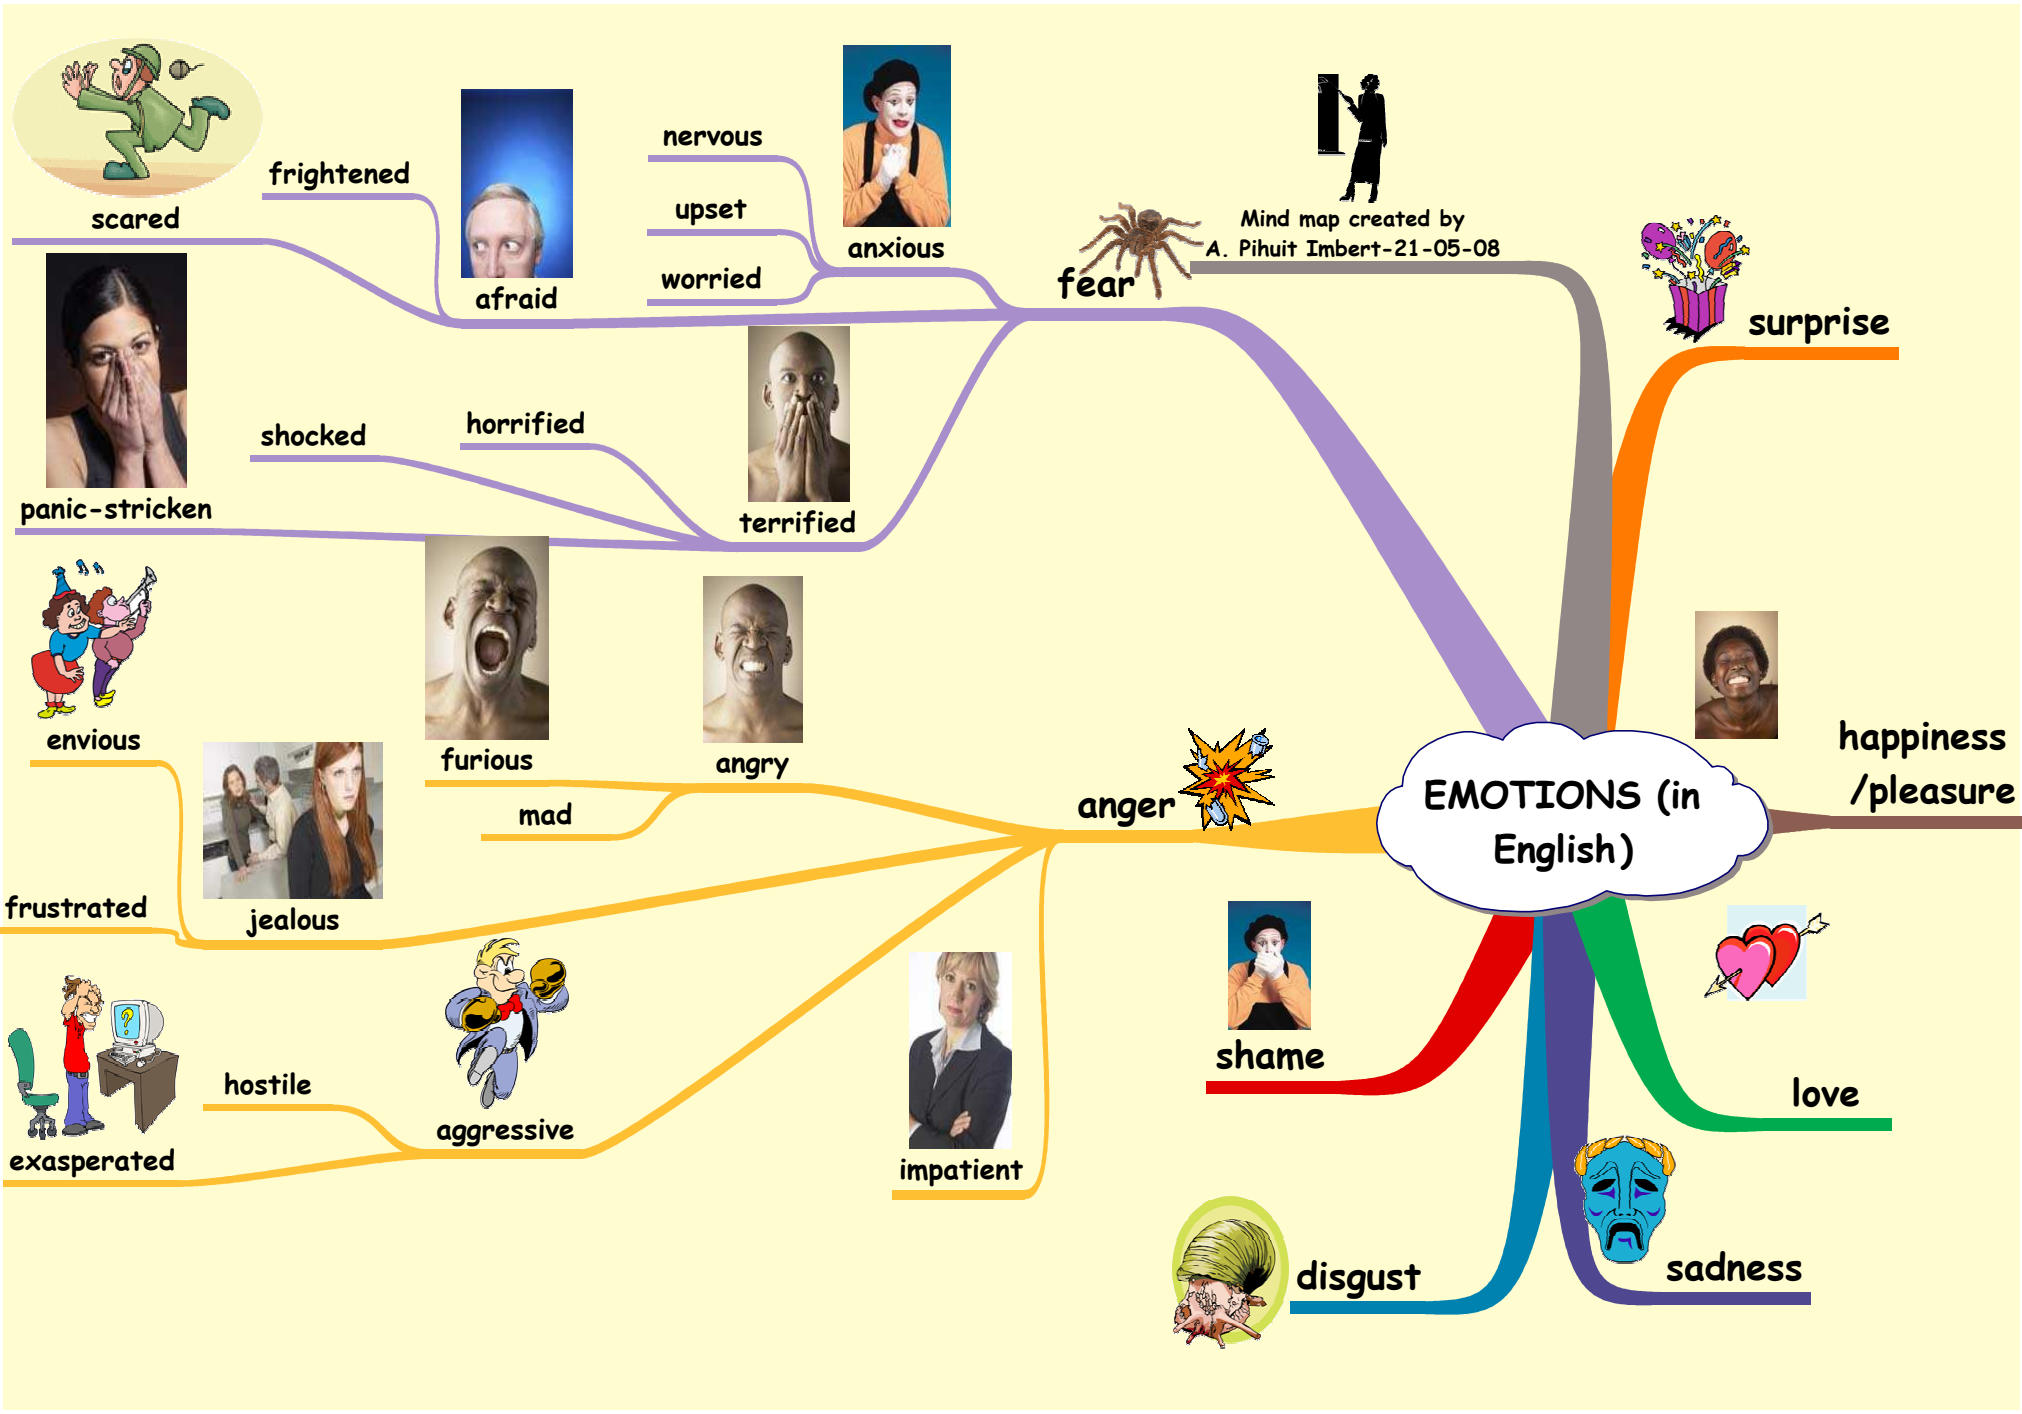 EMOTIONS (in
English)
Mind map created by
A. Pihuit Imbert-21-05-08
surprise
happiness
/pleasure
love
sadness
disgust
shame
fear
anxious
nervous
upset
worried
afraid
frightened
scared
terrified
horrified
shocked
panic-stricken
anger
angry
furious
mad
jealous
envious
frustrated
aggressive
hostile
exasperated
impatient
?